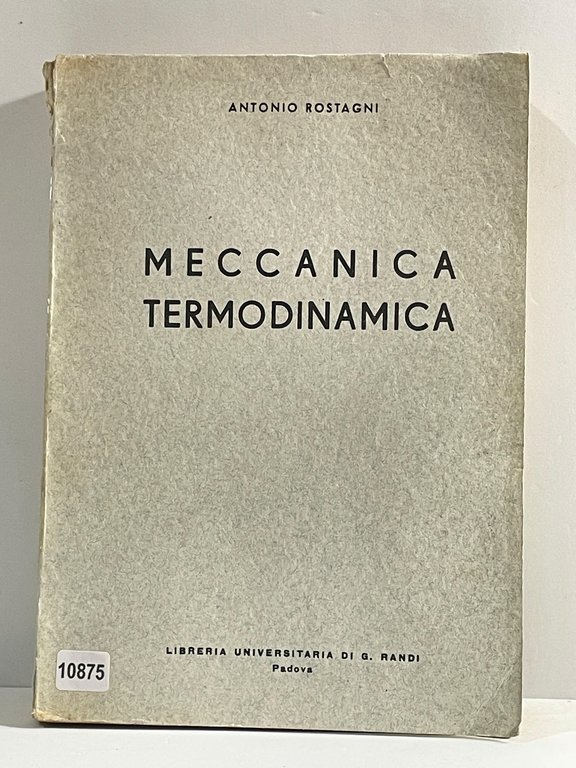 ANTONIO ROSTAGNI
MECCANICA
TERMODINAMICA
LIBRERIA UNIVERSITARIA DI G. RANDI
Padova
10875